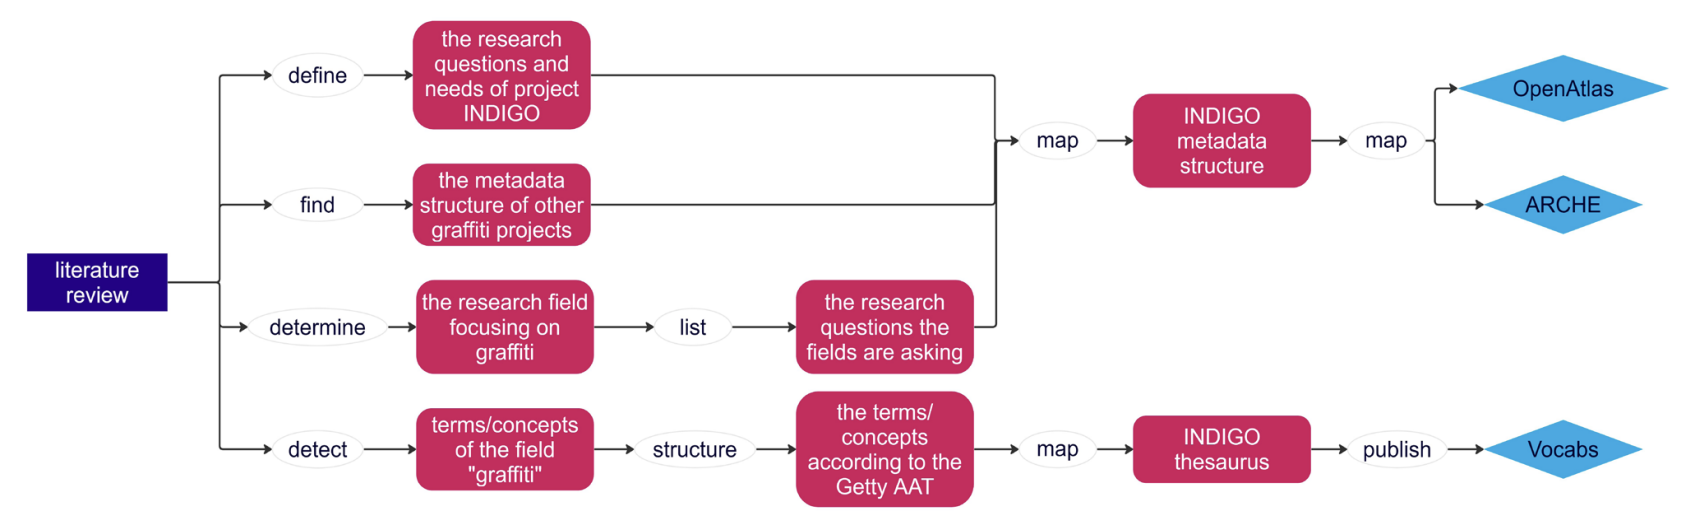 define
the research
questions and
needs of project
INDIGO
find
the metadata
structure of other
graffiti projects
map
INDIGO
metadata
structure
map
OpenAtlas
ARCHE
literature
review
determine
the research field
focusing on
graffiti
list
the research
questions the
fields are asking
detect
terms/concepts
of the field
"graffiti"
structure
the terms/
concepts
according to the
Getty AAT
map
INDIGO
thesaurus
publish
Vocabs